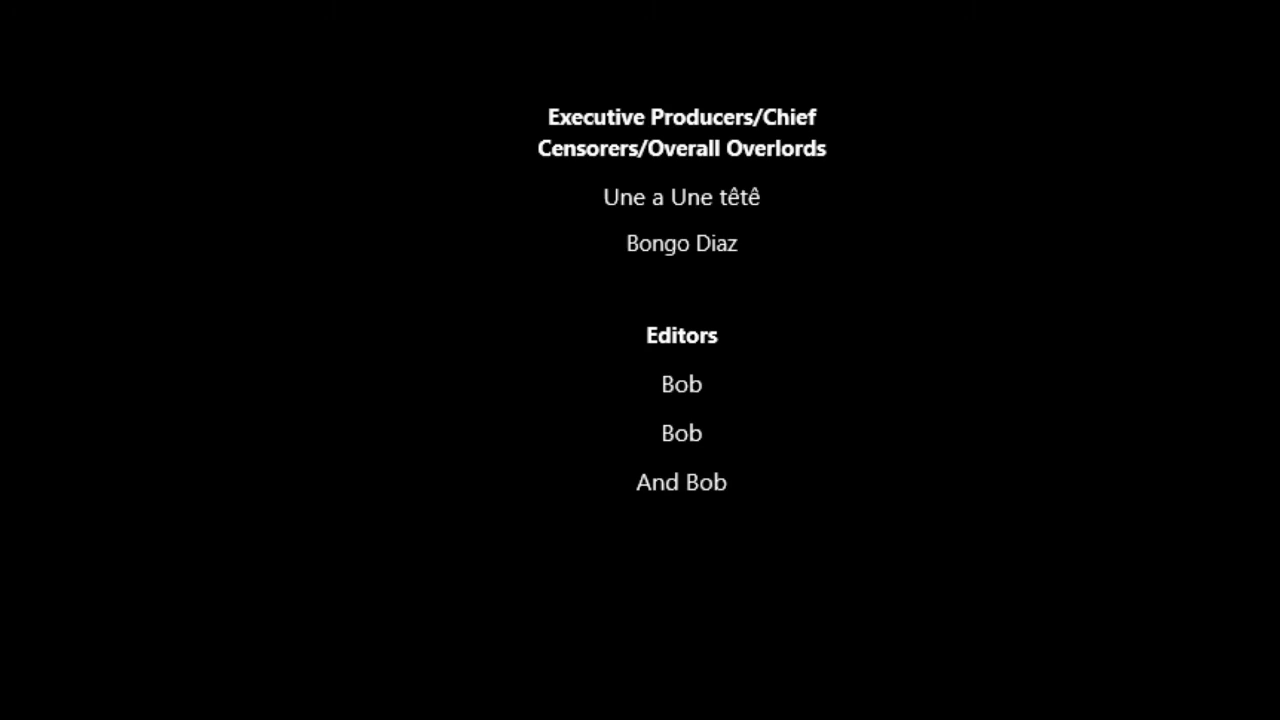 Executive Producers/Chief
Censorers/Overall Overlords
Une a Une têtê
Bongo Diaz
Editors
Bob
Bob
And Bob